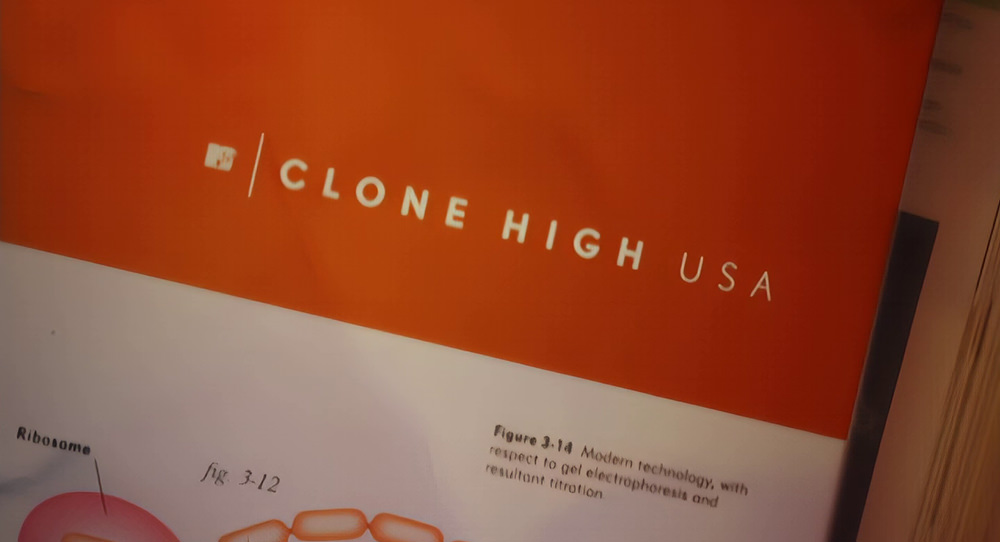 CLONE HIGH USA
Ribosome
fig. 3-12
Figure 3-14 Modern technology, with
respect to gel electrophoresis and
resultant titration